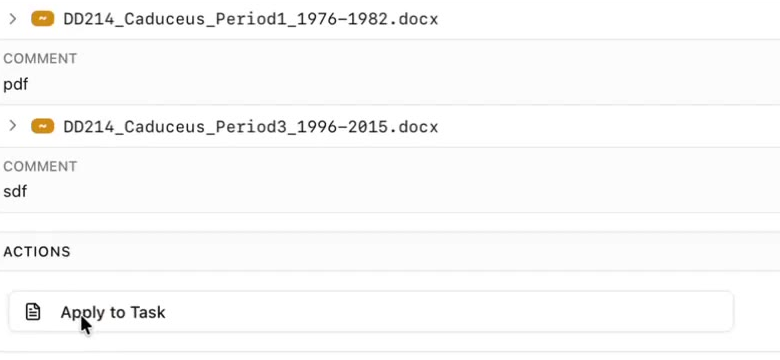 ~ DD214_Caduceus_Period1_1976-1982.docx
COMMENT
pdf
~ DD214_Caduceus_Period3_1996-2015.docx
COMMENT
sdf
ACTIONS
Apply to Task